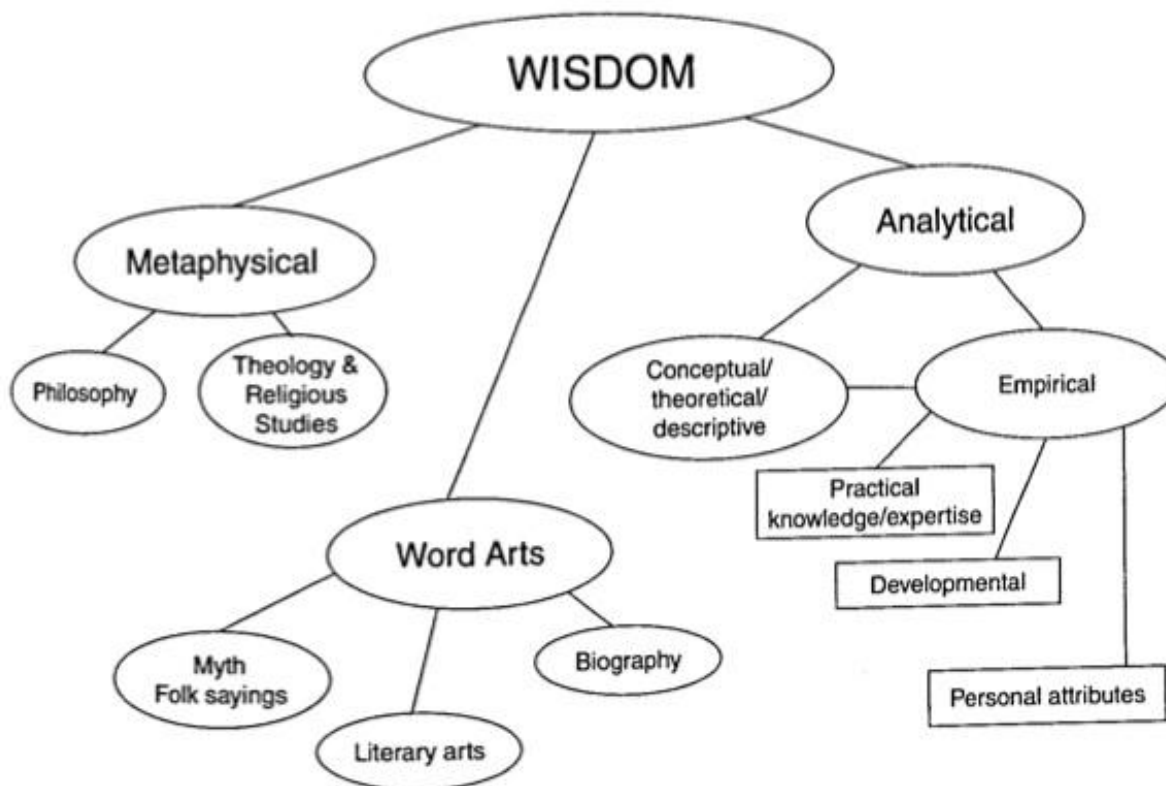 WISDOM
Metaphysical
Analytical
Philosophy
Theology &
Religious
Studies
Conceptual/
theoretical/
descriptive
Empirical
Practical
knowledge/expertise
Developmental
Personal attributes
Word Arts
Myth
Folk sayings
Literary arts
Biography